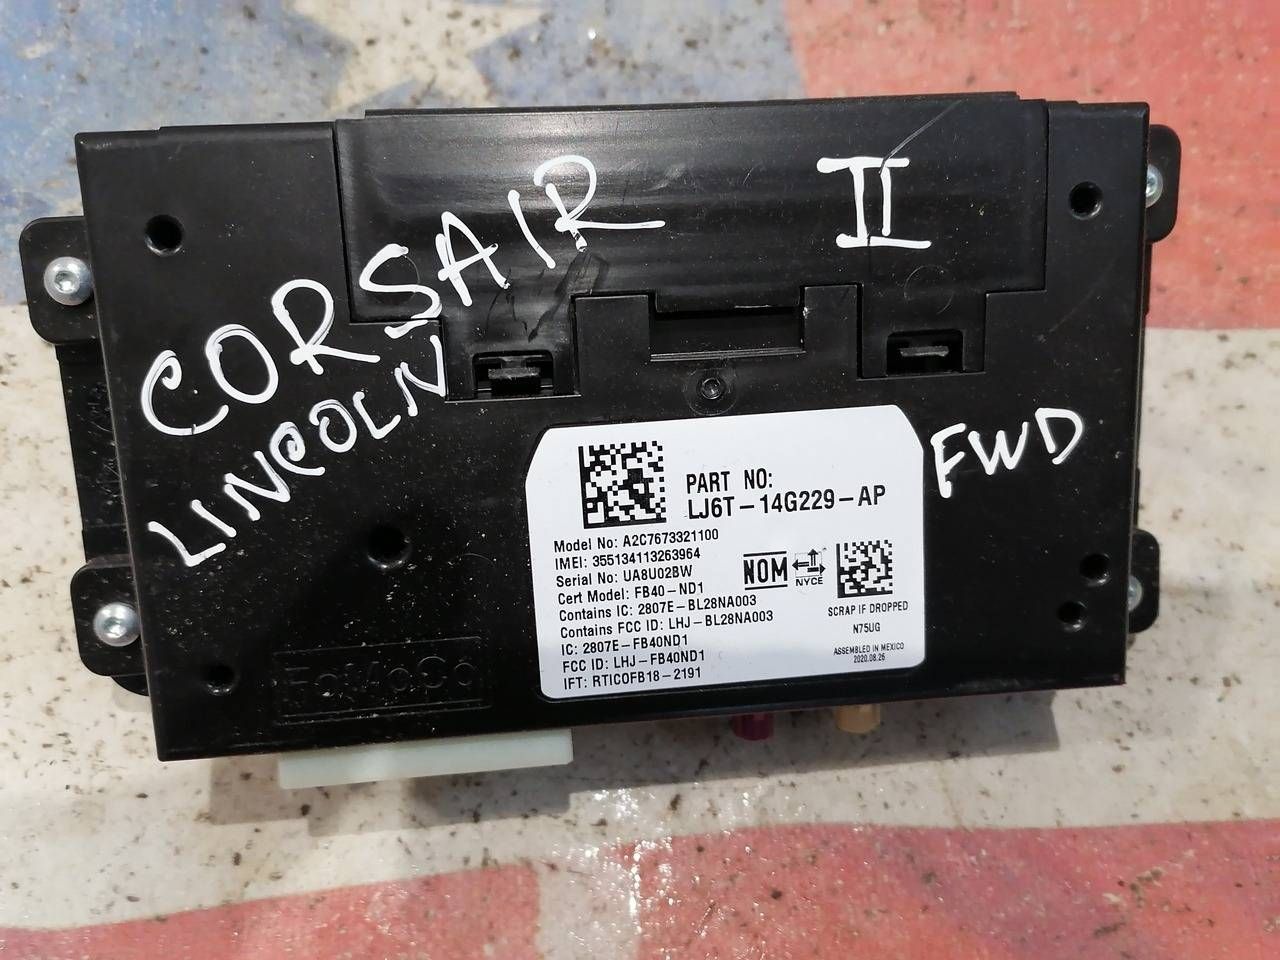 CORSAIR
II
LINCOLN
FWD
PART NO:
LJ6T-14G229-AP
Model No: A2C7673321100
IMEI: 355134113263964
Serial No: UA8U02BW
Cert Model: FB40-ND1
Contains IC: 2807E-BL28NA003
Contains FCC ID: LHJ-BL28NA003
IC: 2807E-FB40ND1
FCC ID: LHJ-FB40ND1
IFT: RTICOFB18-2191
NOM
NYCE
SCRAP IF DROPPED
N75UG
ASSEMBLED IN MEXICO
2020.08.26
FoMoCo